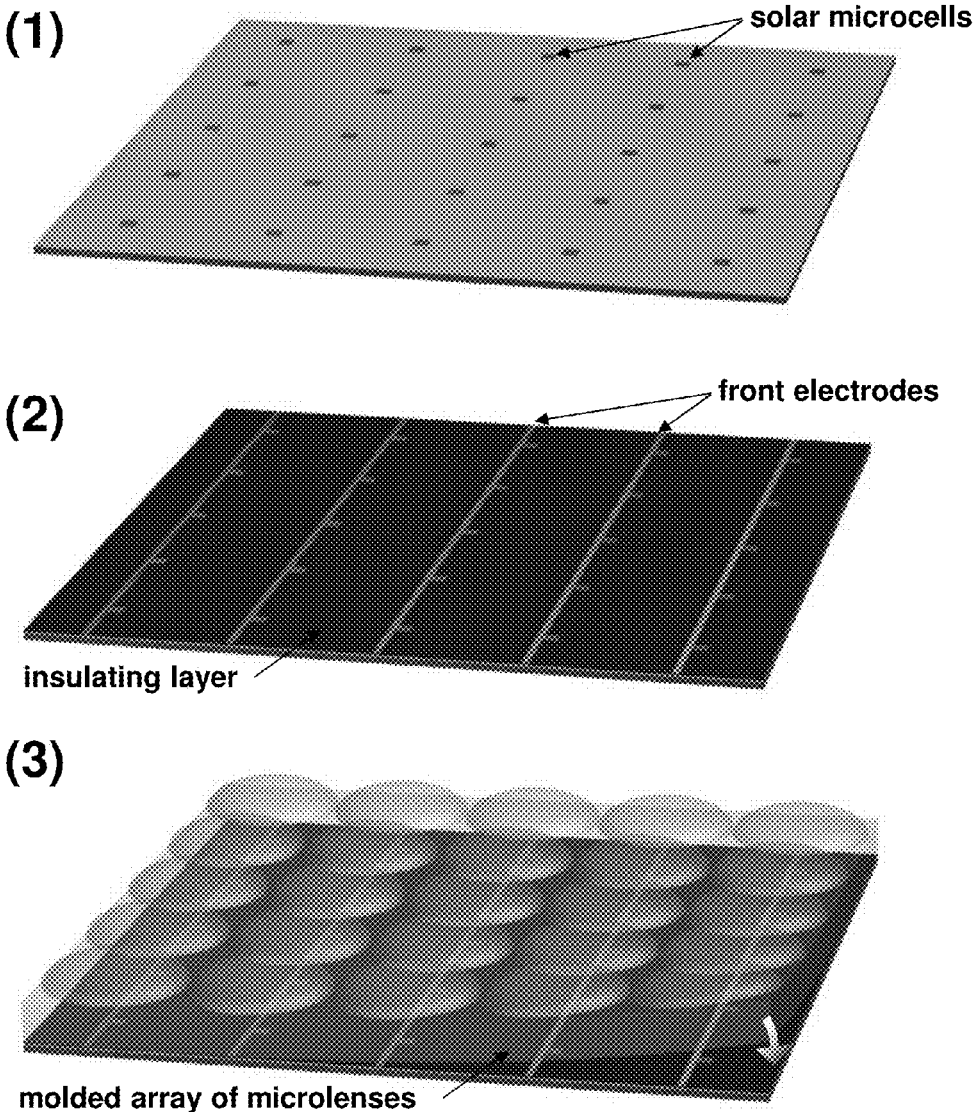 (1)
solar microcells
(2)
front electrodes
insulating layer
(3)
molded array of microlenses